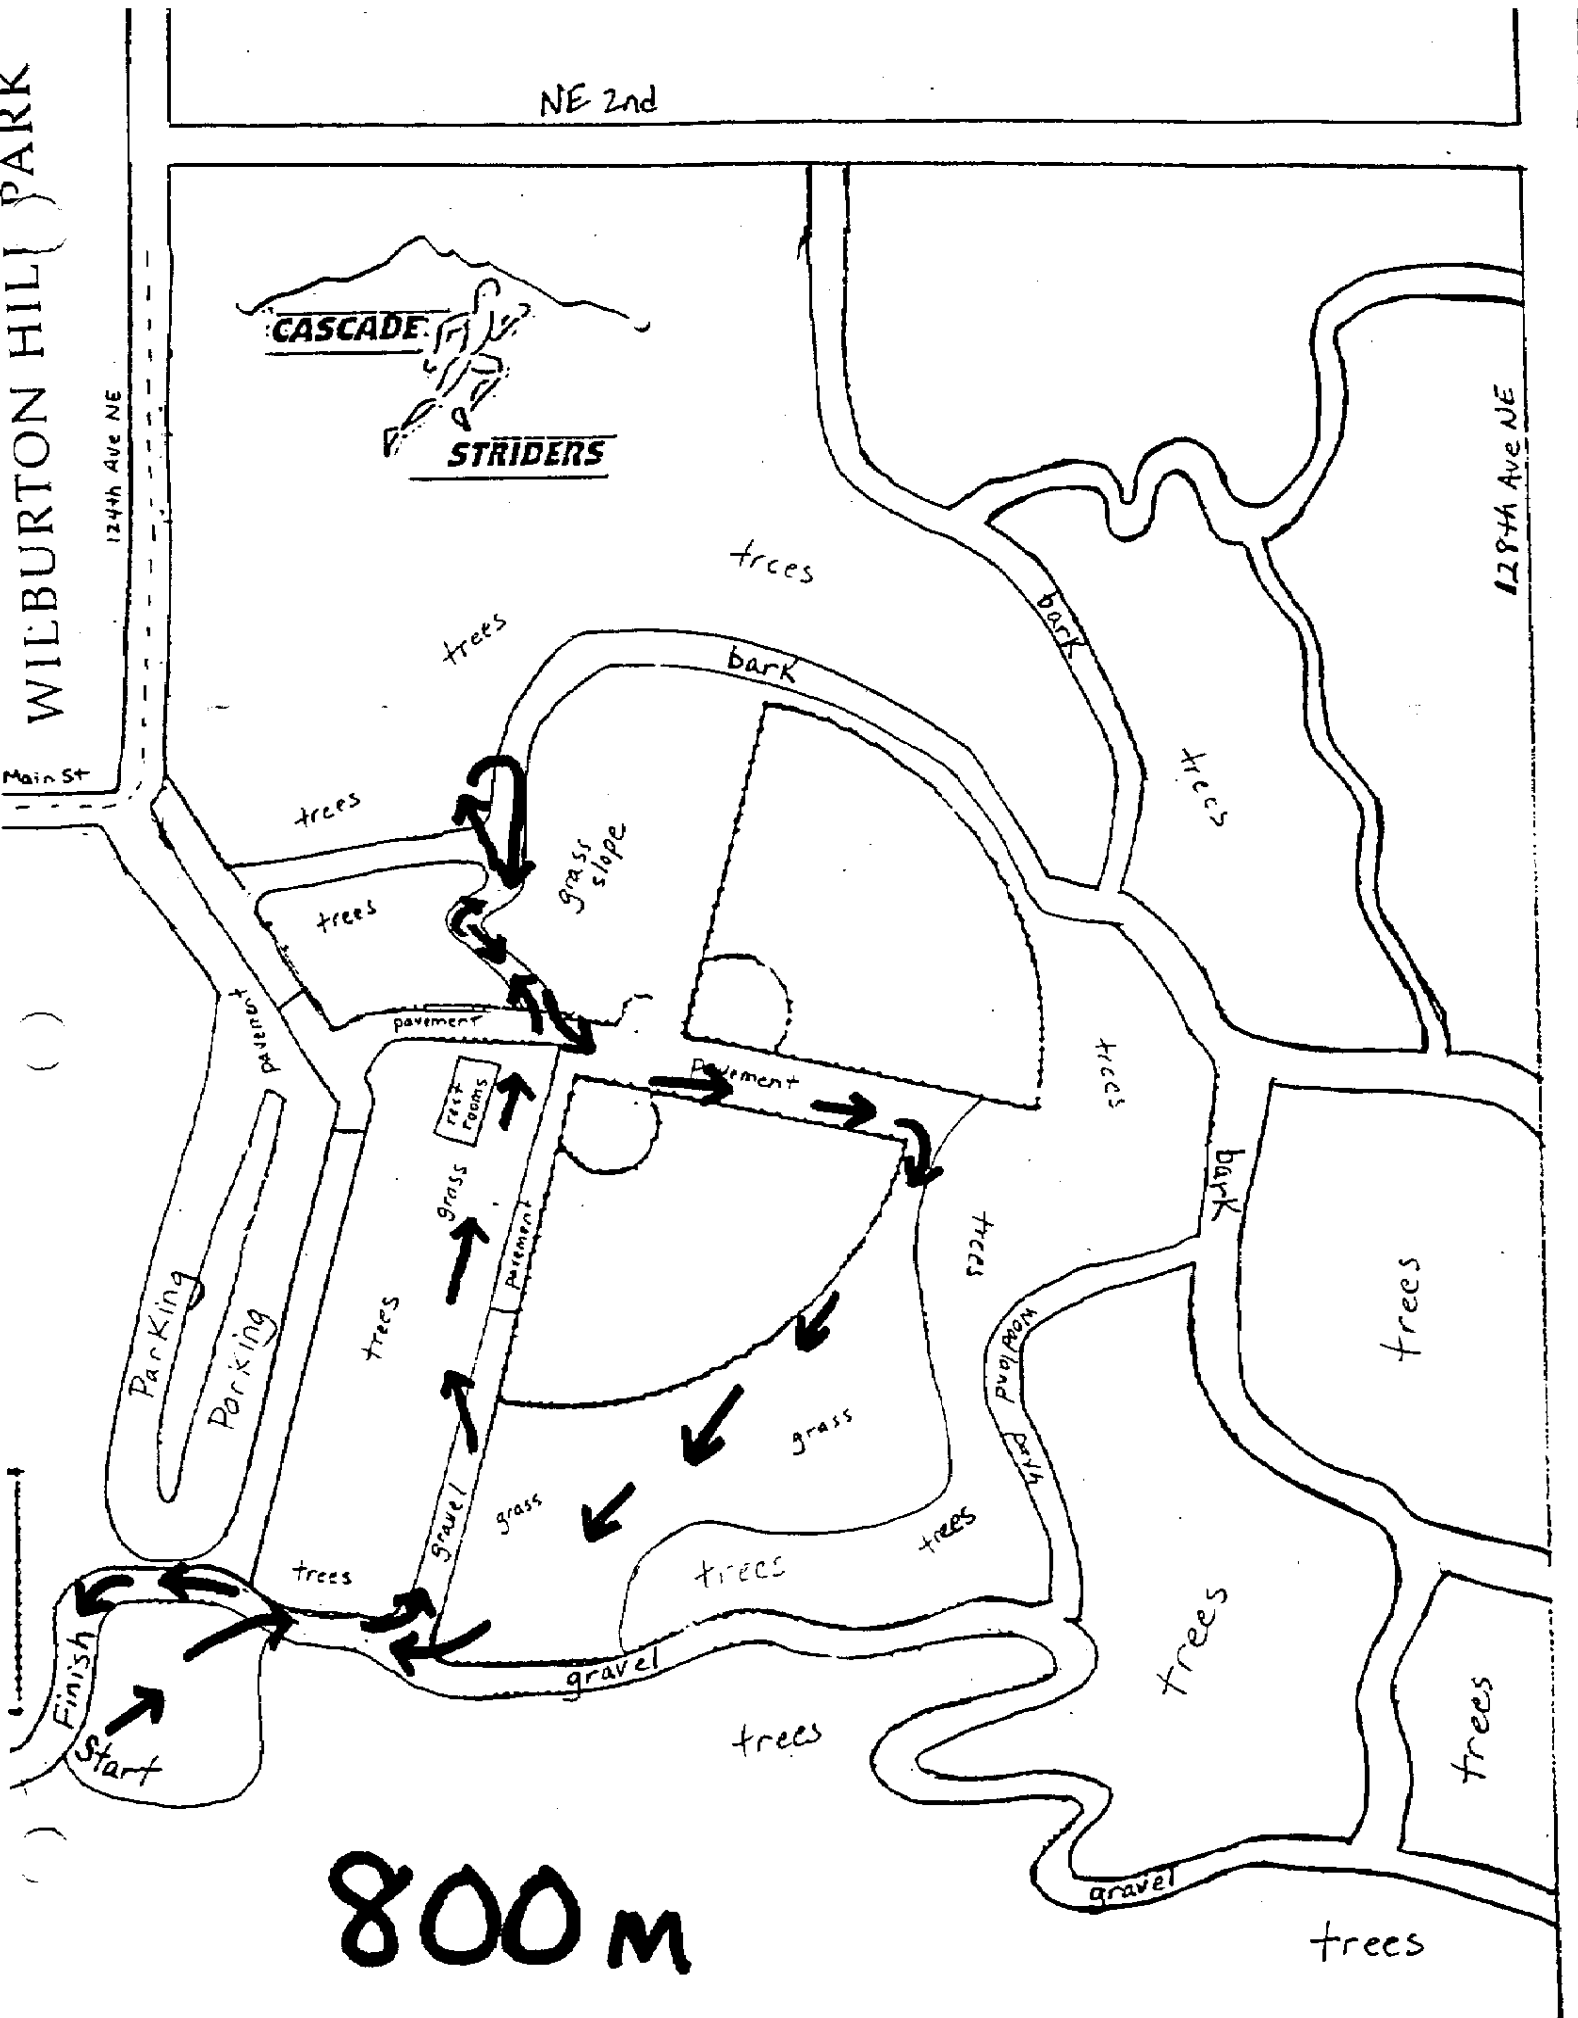 WILBURTON HILL PARK
NE 2nd
CASCADE
STRIDERS
124th Ave NE
128th Ave NE
trees
trees
bark
bark
Main St
trees
trees
grass
slope
trees
pavement
pavement
rest
rooms
pavement
trees
bark
grass
pavement
trees
trees
woodland path
Parking
Parking
trees
grass
grass
gravel
trees
trees
trees
trees
trees
trees
Finish
Start
gravel
trees
gravel
800m
trees